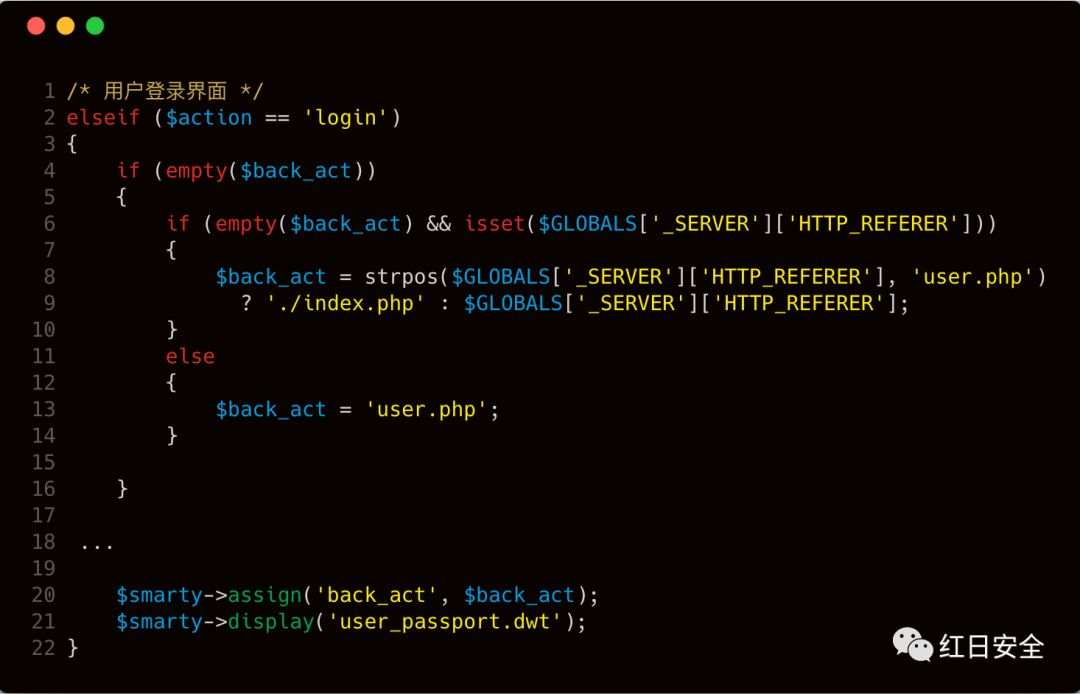 1 /* 用户登录界面 */
2 elseif ($action == 'login')
3 {
4     if (empty($back_act))
5     {
6         if (empty($back_act) && isset($GLOBALS['_SERVER']['HTTP_REFERER']))
7         {
8             $back_act = strpos($GLOBALS['_SERVER']['HTTP_REFERER'], 'user.php')
9               ? './index.php' : $GLOBALS['_SERVER']['HTTP_REFERER'];
10         }
11         else
12         {
13             $back_act = 'user.php';
14         }
15
16     }
17
18  ...
19
20     $smarty->assign('back_act', $back_act);
21     $smarty->display('user_passport.dwt');
22 }
红日安全